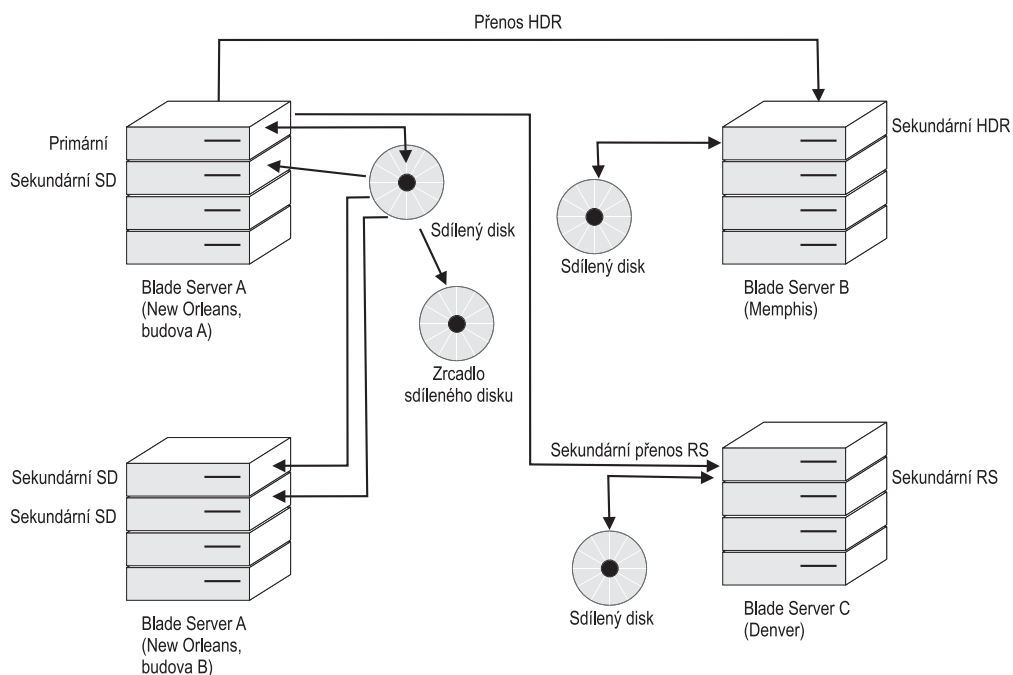 Přenos HDR
Primární
Sekundární SD
Sdílený disk
Blade Server A
(New Orleans,
budova A)
Zrcadlo
sdíleného disku
Sekundární HDR
Sdílený disk
Blade Server B
(Memphis)
Sekundární SD
Sekundární SD
Blade Server A
(New Orleans,
budova B)
Sekundární přenos RS
Sekundární RS
Sdílený disk
Blade Server C
(Denver)